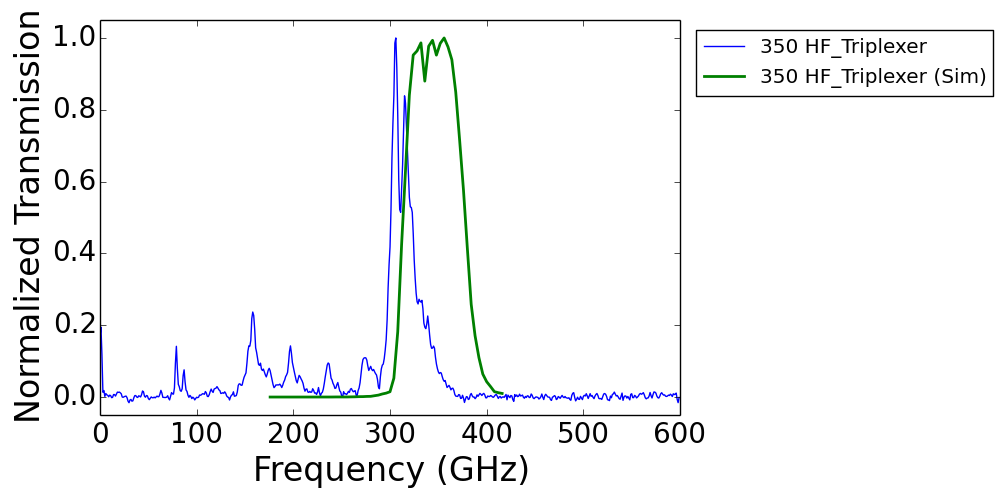 Normalized Transmission
1.0
0.8
0.6
0.4
0.2
0.0
0 100 200 300 400 500 600
Frequency (GHz)
350 HF_Triplexer
350 HF_Triplexer (Sim)